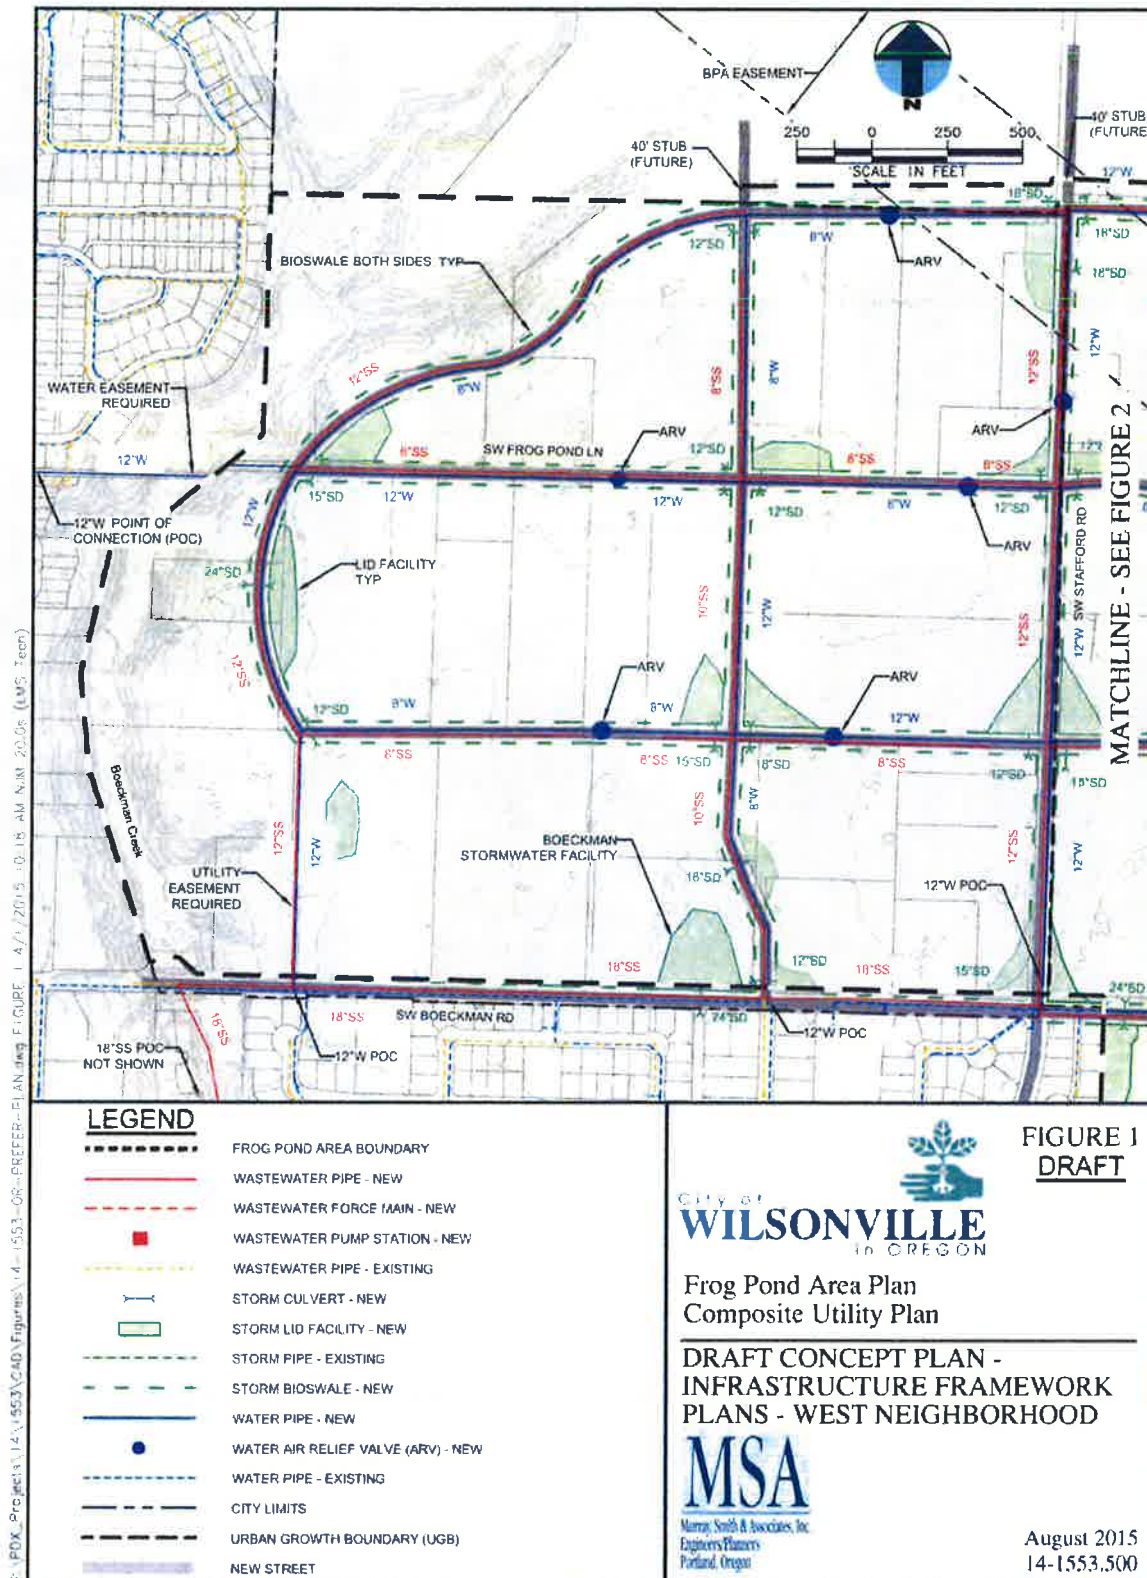 BPA EASEMENT
N
250 0 250 500
SCALE IN FEET
40' STUB
(FUTURE)
40' STUB
(FUTURE)
12"W
18"SD
12"SD
8"W
ARV
18"SD
18"SD
BIOSWALE BOTH SIDES TYP
12"SS
8"W
8"SS
8"W
12"SS
12"W
WATER EASEMENT
REQUIRED
12"W
ARV
ARV
8"SS
SW FROG POND LN
12"SD
8"SS
8"SS
15"SD
12"W
12"W
12"SD
8"W
12"SD
12"W
12"W POINT OF
CONNECTION (POC)
ARV
24"SD
LID FACILITY
TYP
10"SS
12"W
12"SS
12"W
SW STAFFORD RD
MATCHLINE - SEE FIGURE 2
12"SS
ARV
ARV
12"SD
8"W
8"W
12"W
8"SS
8"SS
15"SD
18"SD
8"SS
12"SD
15"SD
Boeckman Creek
12"SS
12"W
10"SS
8"W
12"SS
12"W
BOECKMAN
STORMWATER FACILITY
UTILITY
EASEMENT
REQUIRED
18"SD
12"W POC
18"SS
12"SD
18"SS
15"SD
24"SD
18"SS
18"SS
SW BOECKMAN RD
24"SD
12"W POC
12"W POC
18"SS POC
NOT SHOWN
LEGEND
FROG POND AREA BOUNDARY
WASTEWATER PIPE - NEW
WASTEWATER FORCE MAIN - NEW
WASTEWATER PUMP STATION - NEW
WASTEWATER PIPE - EXISTING
STORM CULVERT - NEW
STORM LID FACILITY - NEW
STORM PIPE - EXISTING
STORM BIOSWALE - NEW
WATER PIPE - NEW
WATER AIR RELIEF VALVE (ARV) - NEW
WATER PIPE - EXISTING
CITY LIMITS
URBAN GROWTH BOUNDARY (UGB)
NEW STREET
FIGURE 1
DRAFT
City of
WILSONVILLE
in OREGON
Frog Pond Area Plan
Composite Utility Plan
DRAFT CONCEPT PLAN -
INFRASTRUCTURE FRAMEWORK
PLANS - WEST NEIGHBORHOOD
MSA
Murray, Smith & Associates, Inc.
Engineers/Planners
Portland, Oregon
August 2015
14-1553.500